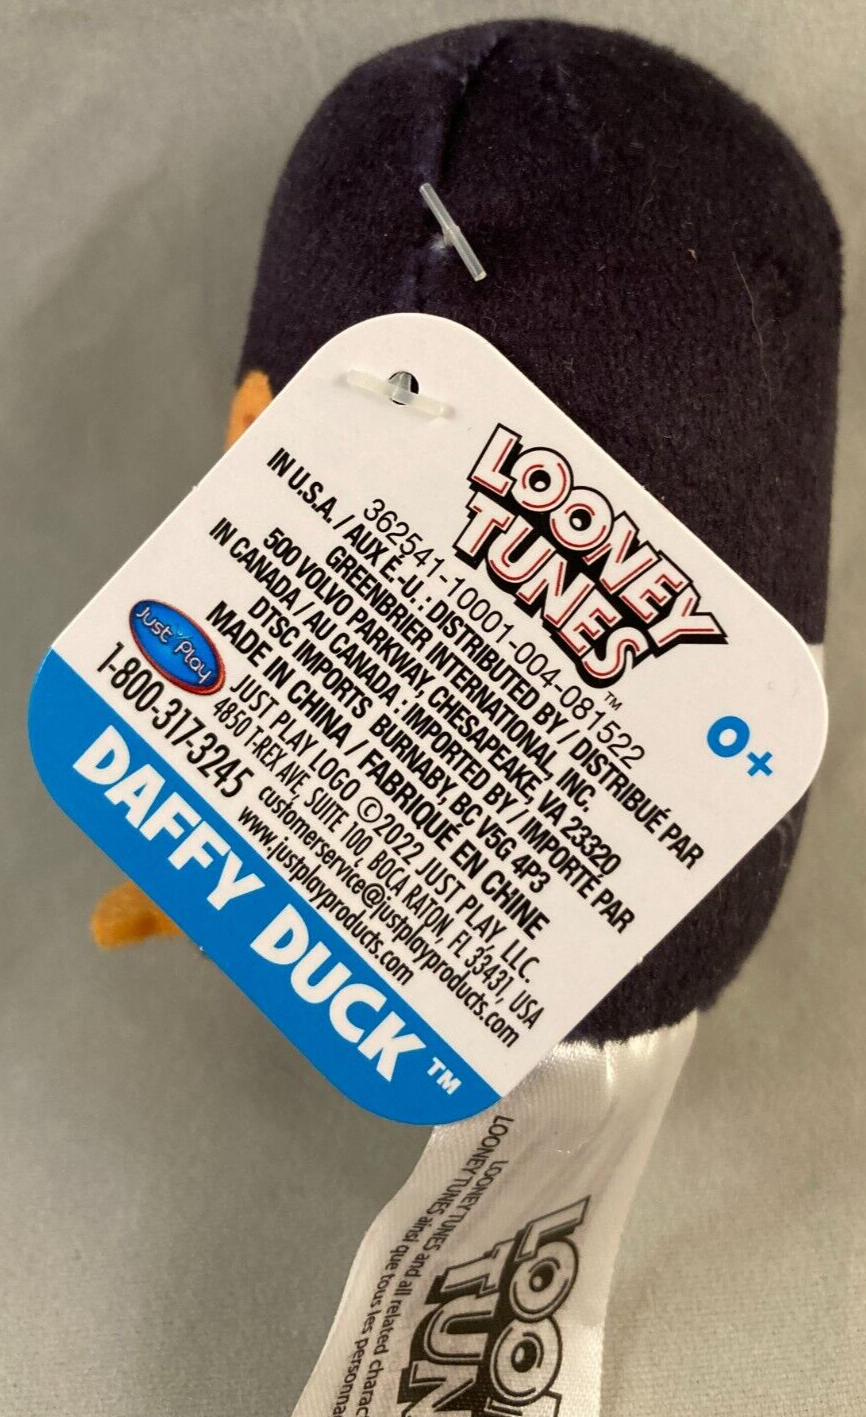 LOONEY
TUNES™
0+
362541-10001-004-081522
IN U.S.A. / AUX É-U. : DISTRIBUTED BY / DISTRIBUÉ PAR
GREENBRIER INTERNATIONAL, INC.
500 VOLVO PARKWAY, CHESAPEAKE, VA 23320
IN CANADA / AU CANADA : IMPORTED BY / IMPORTÉ PAR
DTSC IMPORTS BURNABY, BC V5G 4P3
MADE IN CHINA / FABRIQUÉ EN CHINE
Just Play
JUST PLAY LOGO ©2022 JUST PLAY, LLC.
4850 T-REX AVE, SUITE 100, BOCA RATON, FL 33431, USA
1-800-317-3245
customerservice@justplayproducts.com
www.justplayproducts.com
DAFFY DUCK™
LOONEY
LOONEY TUNES and all related charac
LOONEY TUNES ainsi que tous les personna
LOO
TUN